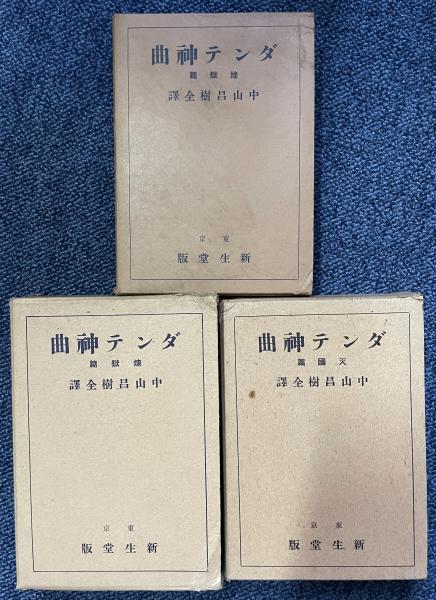 ダンテ神曲
地獄篇
中山昌樹全譯
東京
新生堂版
ダンテ神曲
煉獄篇
中山昌樹全譯
東京
新生堂版
ダンテ神曲
天國篇
中山昌樹全譯
東京
新生堂版